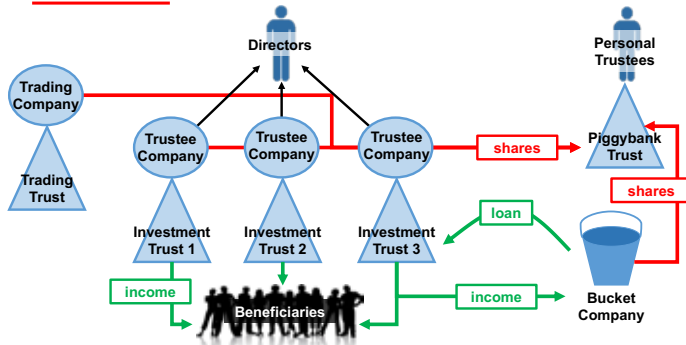 Directors
Personal
Trustees
Trading
Company
Trustee
Company
Trustee
Company
Trustee
Company
shares
Piggybank
Trust
Trading
Trust
shares
loan
Investment
Trust 1
Investment
Trust 2
Investment
Trust 3
income
income
Beneficiaries
Bucket
Company